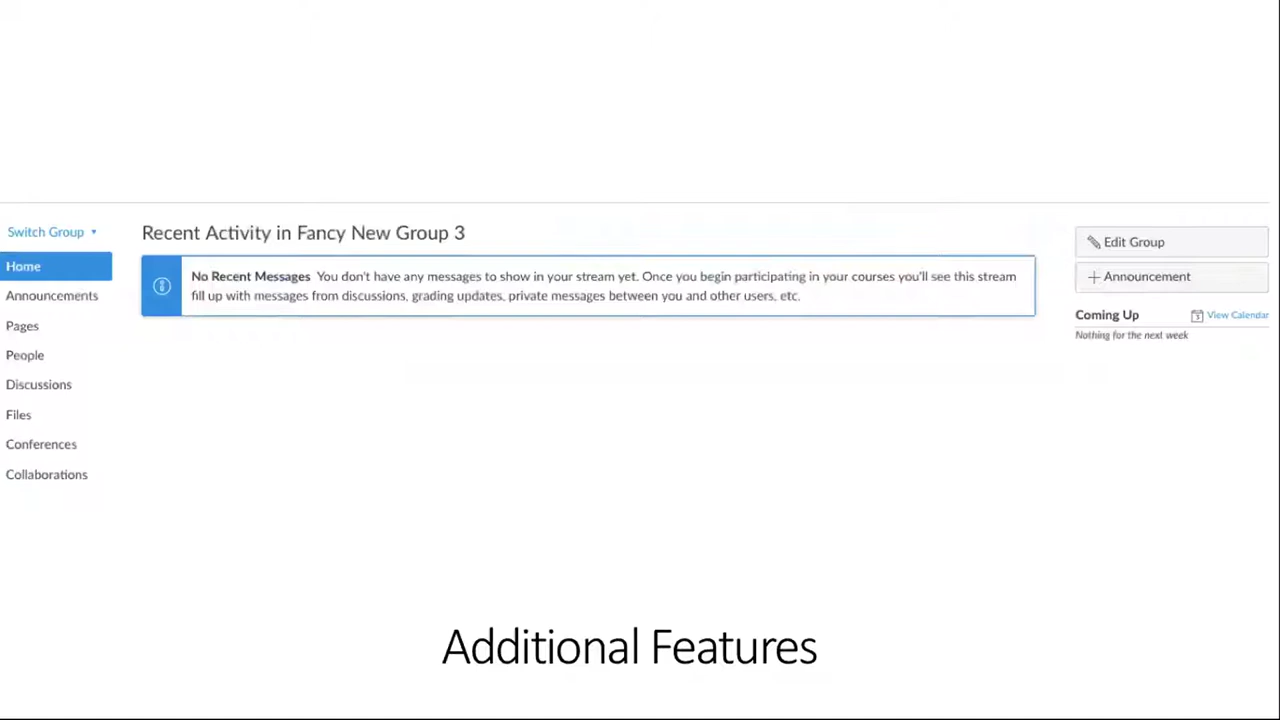 Switch Group
Home
Announcements
Pages
People
Discussions
Files
Conferences
Collaborations
Recent Activity in Fancy New Group 3
No Recent Messages You don't have any messages to show in your stream yet. Once you begin participating in your courses you'll see this stream
fill up with messages from discussions, grading updates, private messages between you and other users, etc.
Edit Group
Announcement
Coming Up View Calendar
Nothing for the next week
Additional Features